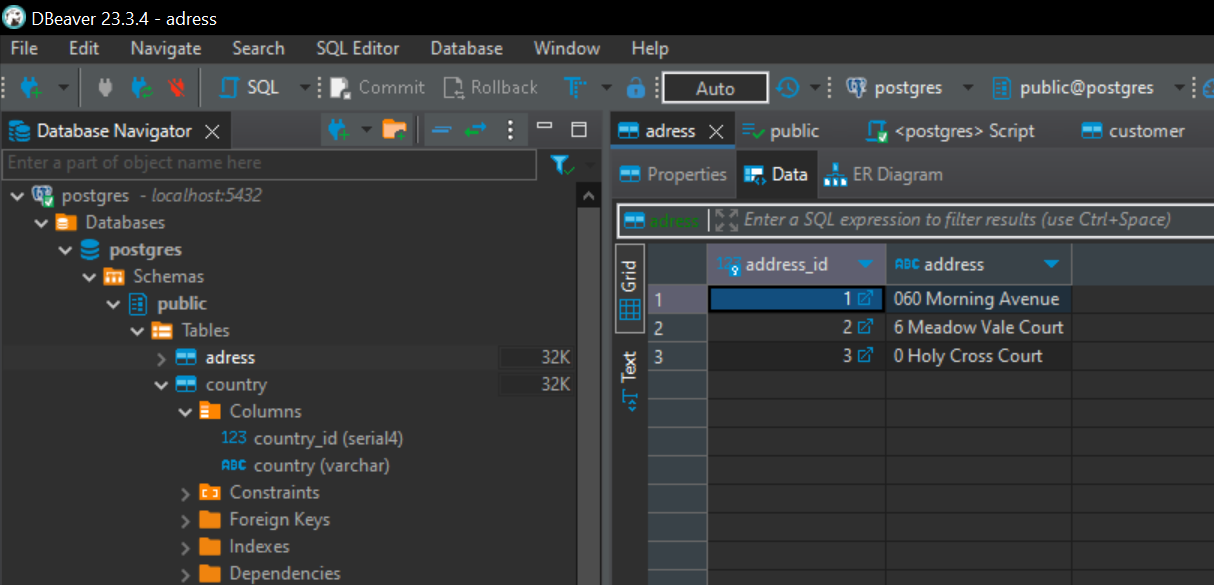 DBeaver 23.3.4 - adress
File Edit Navigate Search SQL Editor Database Window Help
SQL Commit Rollback Auto postgres public@postgres
Database Navigator
Enter a part of object name here
postgres - localhost:5432
Databases
postgres
Schemas
public
Tables
adress 32K
country 32K
Columns
123 country_id (serial4)
ABC country (varchar)
Constraints
Foreign Keys
Indexes
Dependencies
adress public <postgres> Script customer
Properties Data ER Diagram
adress Enter a SQL expression to filter results (use Ctrl+Space)
Grid
Text
123 address_id ABC address
1 1 060 Morning Avenue
2 2 6 Meadow Vale Court
3 3 0 Holy Cross Court